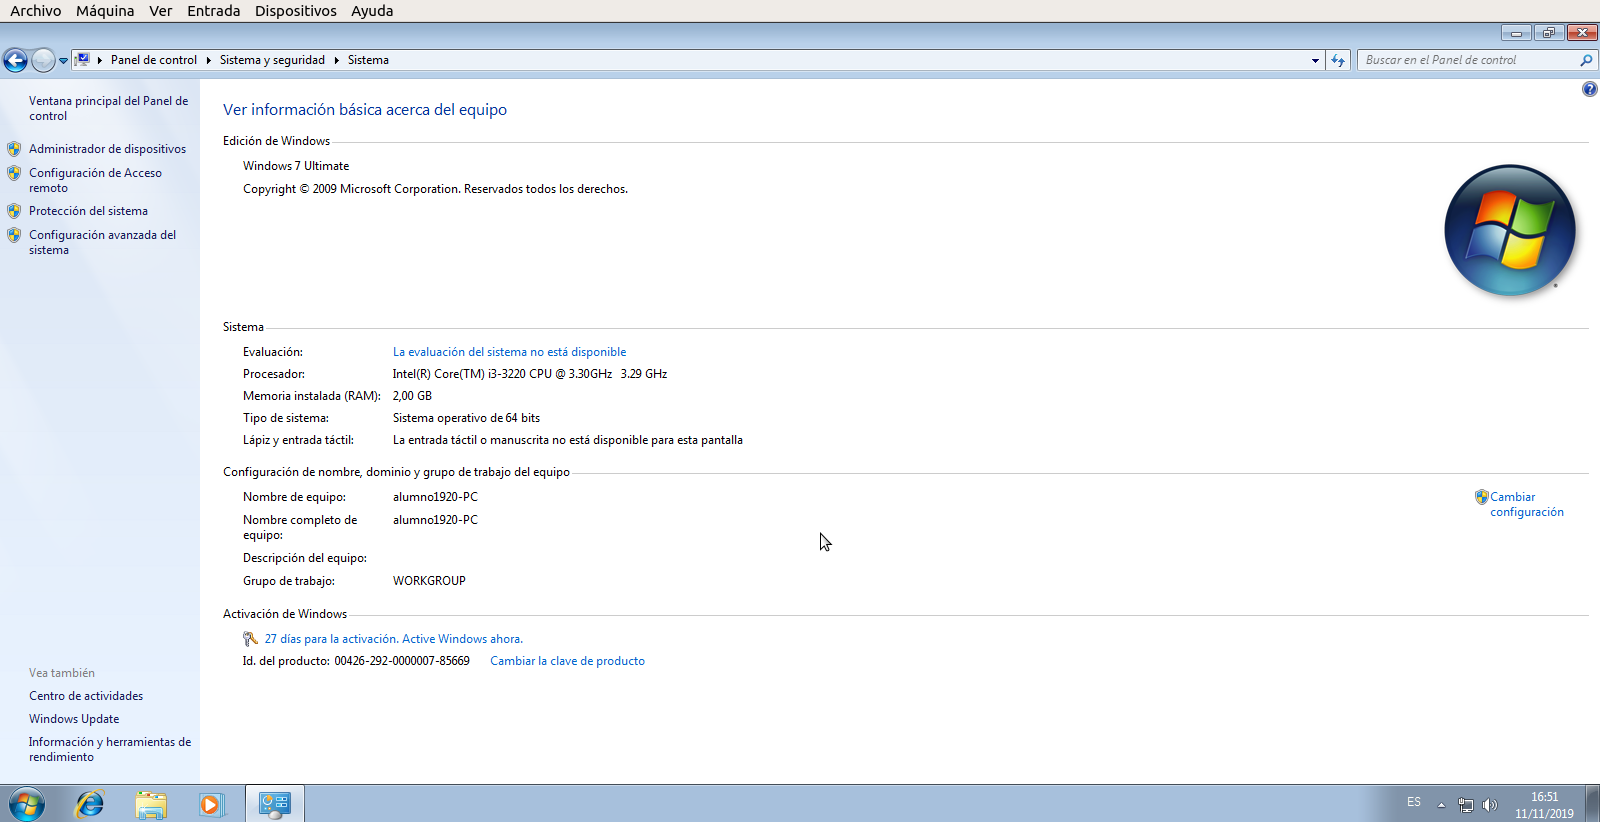 Archivo Máquina Ver Entrada Dispositivos Ayuda
Panel de control Sistema y seguridad Sistema
Buscar en el Panel de control
Ventana principal del Panel de
control
Administrador de dispositivos
Configuración de Acceso
remoto
Protección del sistema
Configuración avanzada del
sistema
Vea también
Centro de actividades
Windows Update
Información y herramientas de
rendimiento
Ver información básica acerca del equipo
Edición de Windows
Windows 7 Ultimate
Copyright © 2009 Microsoft Corporation. Reservados todos los derechos.
Sistema
Evaluación: La evaluación del sistema no está disponible
Procesador: Intel(R) Core(TM) i3-3220 CPU @ 3.30GHz 3.29 GHz
Memoria instalada (RAM): 2,00 GB
Tipo de sistema: Sistema operativo de 64 bits
Lápiz y entrada táctil: La entrada táctil o manuscrita no está disponible para esta pantalla
Configuración de nombre, dominio y grupo de trabajo del equipo
Nombre de equipo: alumno1920-PC
Cambiar
configuración
Nombre completo de
equipo: alumno1920-PC
Descripción del equipo:
Grupo de trabajo: WORKGROUP
Activación de Windows
27 días para la activación. Active Windows ahora.
Id. del producto: 00426-292-0000007-85669 Cambiar la clave de producto
ES
16:51
11/11/2019